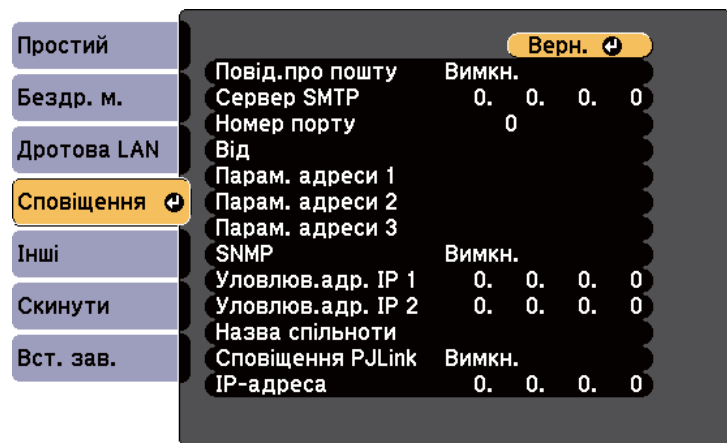 Простий
Бездр. м.
Дротова LAN
Сповіщення
Інші
Скинути
Вст. зав.
Верн.
Повід.про пошту Вимкн.
Сервер SMTP 0. 0. 0. 0
Номер порту 0
Від
Парам. адреси 1
Парам. адреси 2
Парам. адреси 3
SNMP Вимкн.
Уловлюв.адр. IP 1 0. 0. 0. 0
Уловлюв.адр. IP 2 0. 0. 0. 0
Назва спільноти
Сповіщення PJLink Вимкн.
IP-адреса 0. 0. 0. 0